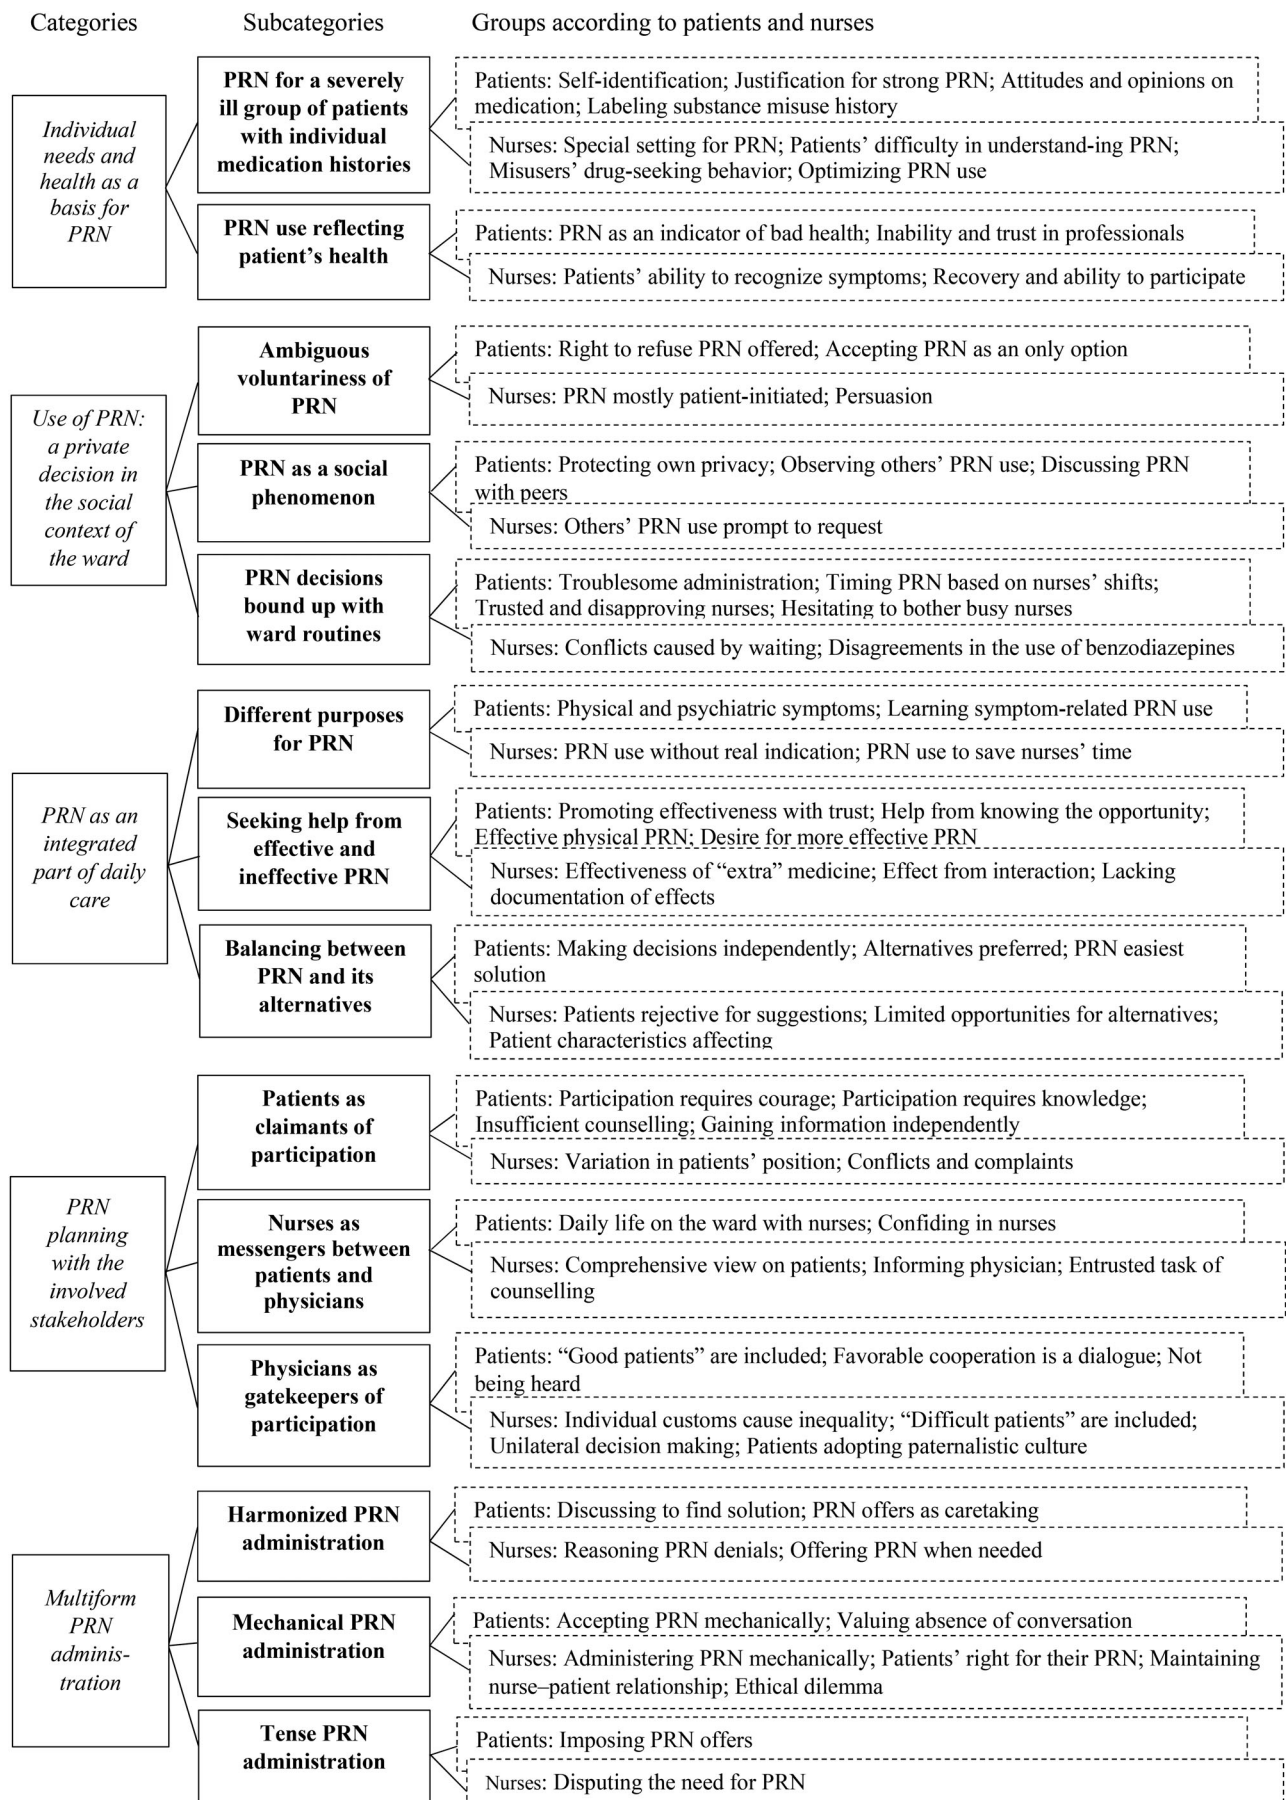 Categories
Subcategories
Groups according to patients and nurses
Individual
needs and
health as a
basis for
PRN
PRN for a severely
ill group of patients
with individual
medication histories
Patients: Self-identification; Justification for strong PRN; Attitudes and opinions on
medication; Labeling substance misuse history
Nurses: Special setting for PRN; Patients’ difficulty in understand-ing PRN;
Misusers’ drug-seeking behavior; Optimizing PRN use
PRN use reflecting
patient’s health
Patients: PRN as an indicator of bad health; Inability and trust in professionals
Nurses: Patients’ ability to recognize symptoms; Recovery and ability to participate
Use of PRN:
a private
decision in
the social
context of
the ward
Ambiguous
voluntariness of
PRN
Patients: Right to refuse PRN offered; Accepting PRN as an only option
Nurses: PRN mostly patient-initiated; Persuasion
PRN as a social
phenomenon
Patients: Protecting own privacy; Observing others’ PRN use; Discussing PRN
with peers
Nurses: Others’ PRN use prompt to request
PRN decisions
bound up with
ward routines
Patients: Troublesome administration; Timing PRN based on nurses’ shifts;
Trusted and disapproving nurses; Hesitating to bother busy nurses
Nurses: Conflicts caused by waiting; Disagreements in the use of benzodiazepines
PRN as an
integrated
part of daily
care
Different purposes
for PRN
Patients: Physical and psychiatric symptoms; Learning symptom-related PRN use
Nurses: PRN use without real indication; PRN use to save nurses’ time
Seeking help from
effective and
ineffective PRN
Patients: Promoting effectiveness with trust; Help from knowing the opportunity;
Effective physical PRN; Desire for more effective PRN
Nurses: Effectiveness of “extra” medicine; Effect from interaction; Lacking
documentation of effects
Balancing between
PRN and its
alternatives
Patients: Making decisions independently; Alternatives preferred; PRN easiest
solution
Nurses: Patients rejective for suggestions; Limited opportunities for alternatives;
Patient characteristics affecting
PRN
planning
with the
involved
stakeholders
Patients as
claimants of
participation
Patients: Participation requires courage; Participation requires knowledge;
Insufficient counselling; Gaining information independently
Nurses: Variation in patients’ position; Conflicts and complaints
Nurses as
messengers between
patients and
physicians
Patients: Daily life on the ward with nurses; Confiding in nurses
Nurses: Comprehensive view on patients; Informing physician; Entrusted task of
counselling
Physicians as
gatekeepers of
participation
Patients: “Good patients” are included; Favorable cooperation is a dialogue; Not
being heard
Nurses: Individual customs cause inequality; “Difficult patients” are included;
Unilateral decision making; Patients adopting paternalistic culture
Multiform
PRN
adminis-
tration
Harmonized PRN
administration
Patients: Discussing to find solution; PRN offers as caretaking
Nurses: Reasoning PRN denials; Offering PRN when needed
Mechanical PRN
administration
Patients: Accepting PRN mechanically; Valuing absence of conversation
Nurses: Administering PRN mechanically; Patients’ right for their PRN; Maintaining
nurse–patient relationship; Ethical dilemma
Tense PRN
administration
Patients: Imposing PRN offers
Nurses: Disputing the need for PRN